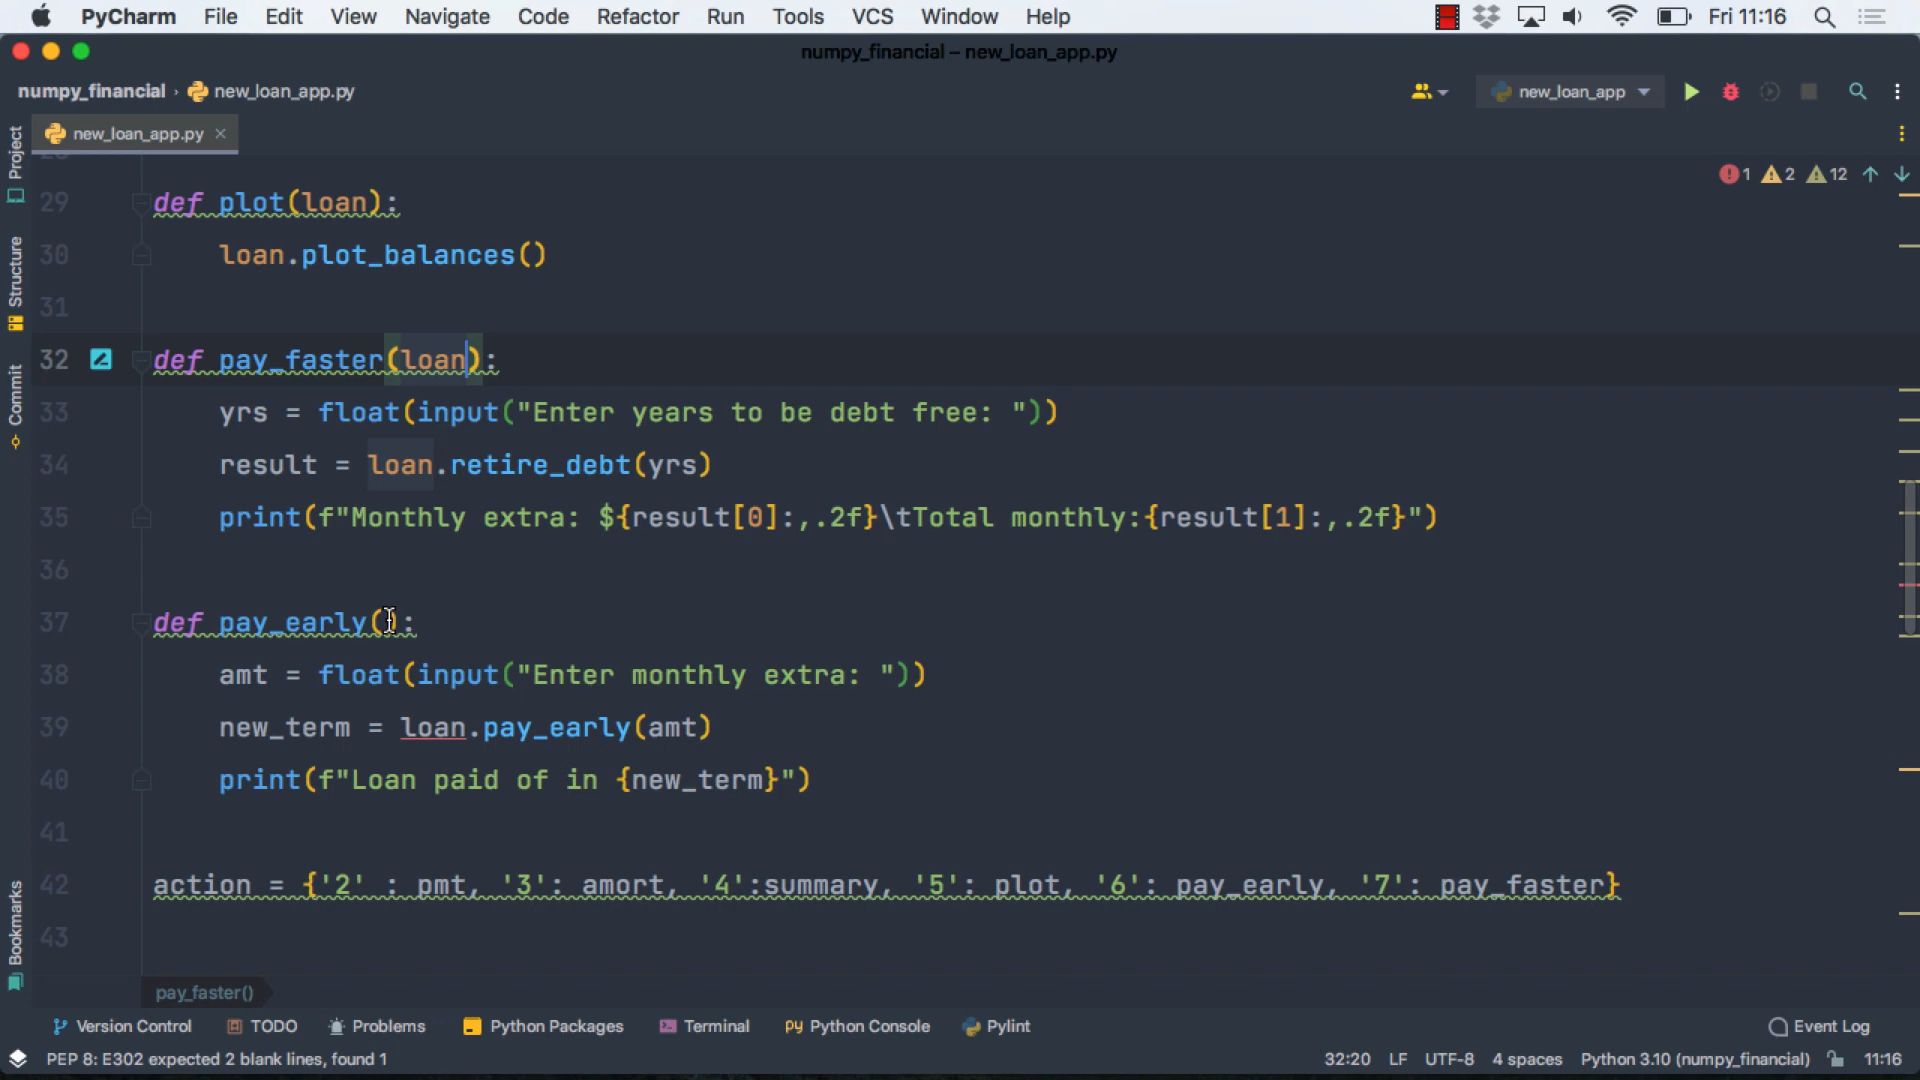 PyCharm File Edit View Navigate Code Refactor Run Tools VCS Window Help Fri 11:16
numpy_financial – new_loan_app.py
numpy_financial › new_loan_app.py new_loan_app
new_loan_app.py ×
Project
Structure
Commit
Bookmarks
1 2 12
29 def plot(loan):
30 loan.plot_balances()
31
32 def pay_faster(loan):
33 yrs = float(input("Enter years to be debt free: "))
34 result = loan.retire_debt(yrs)
35 print(f"Monthly extra: ${result[0]:,.2f}\tTotal monthly:{result[1]:,.2f}")
36
37 def pay_early():
38 amt = float(input("Enter monthly extra: "))
39 new_term = loan.pay_early(amt)
40 print(f"Loan paid of in {new_term}")
41
42 action = {'2' : pmt, '3': amort, '4':summary, '5': plot, '6': pay_early, '7': pay_faster}
43
pay_faster()
Version Control TODO Problems Python Packages Terminal Python Console Pylint Event Log
PEP 8: E302 expected 2 blank lines, found 1 32:20 LF UTF-8 4 spaces Python 3.10 (numpy_financial) 11:16